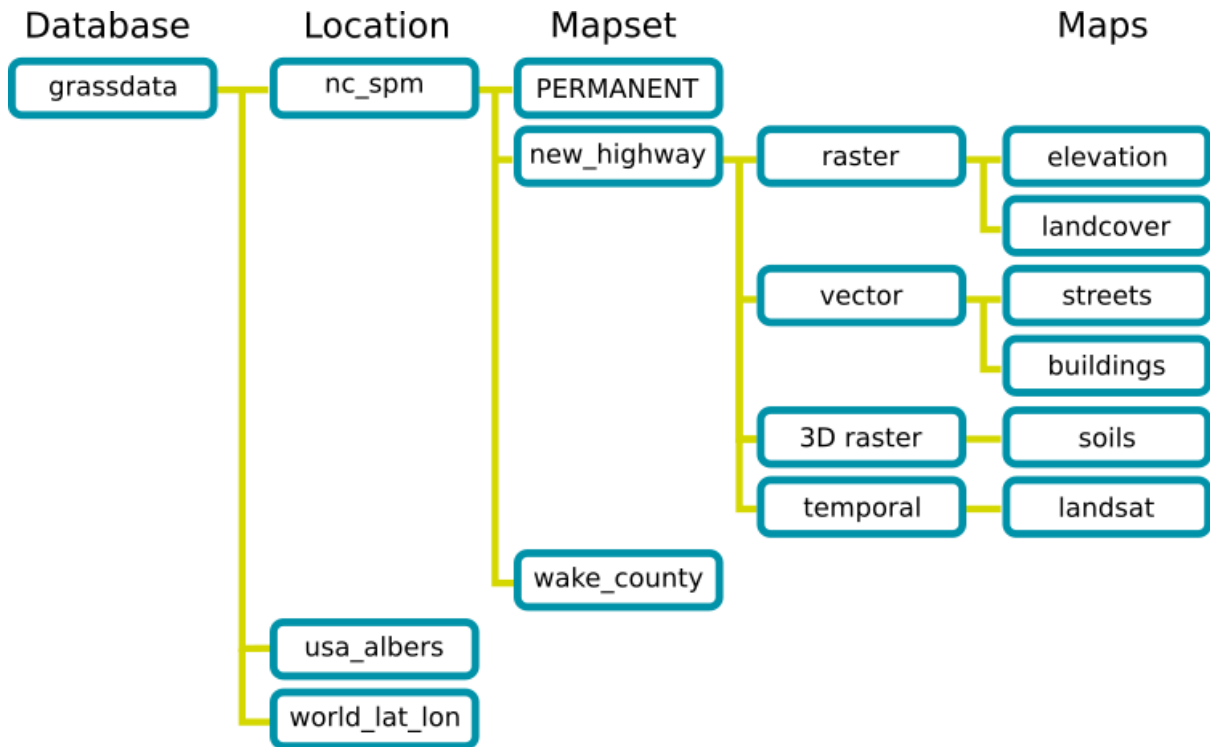 Database Location Mapset Maps
grassdata nc_spm PERMANENT
new_highway raster elevation
landcover
vector streets
buildings
3D raster soils
temporal landsat
wake_county
usa_albers
world_lat_lon